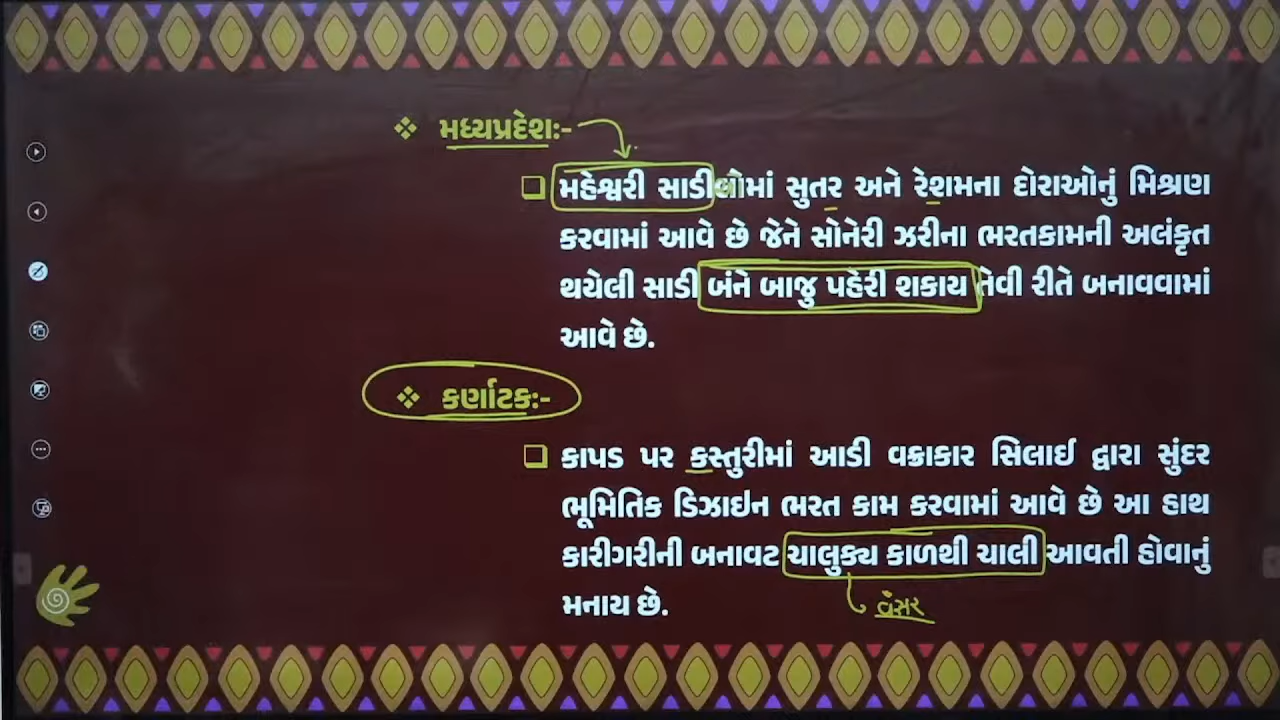 ❖ મધ્યપ્રદેશ:-
❑ મહેશ્વરી સાડીઓમાં સુતર અને રેશમના દોરાઓનું મિશ્રણ
કરવામાં આવે છે જેને સોનેરી ઝરીના ભરતકામની અલંકૃત
થયેલી સાડી બંને બાજુ પહેરી શકાય તેવી રીતે બનાવવામાં
આવે છે.
❖ કર્ણાટક:-
❑ કાપડ પર કસ્તુરીમાં આડી વક્રાકાર સિલાઈ દ્વારા સુંદર
ભૂમિતિક ડિઝાઇન ભરત કામ કરવામાં આવે છે આ હાથ
કારીગરીની બનાવટ ચાલુક્ય કાળથી ચાલી આવતી હોવાનું
મનાય છે.